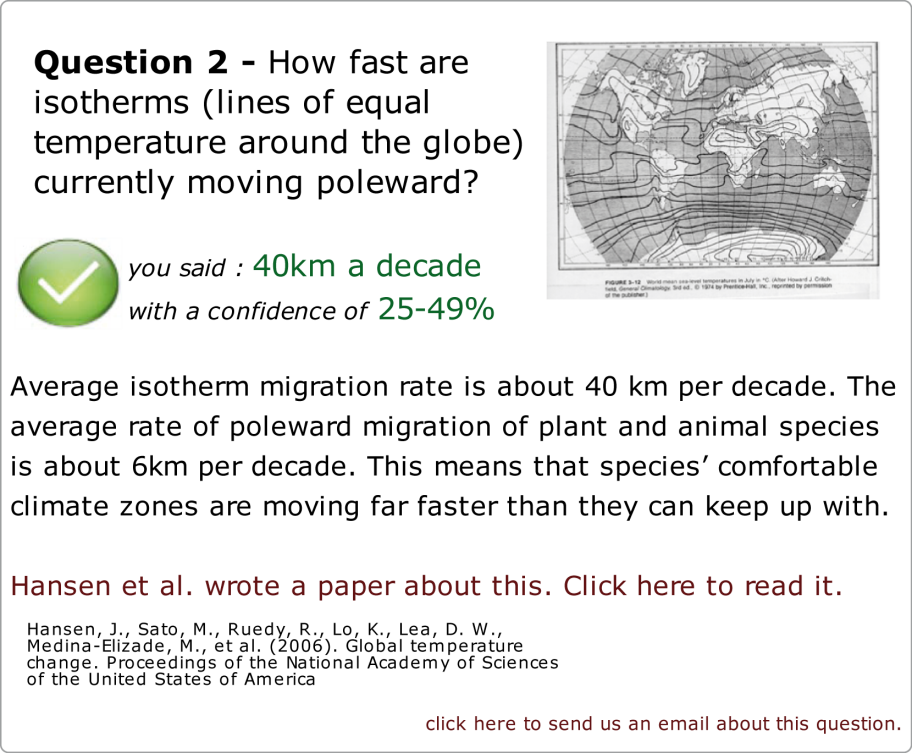 Question 2 - How fast are
isotherms (lines of equal
temperature around the globe)
currently moving poleward?
FIGURE 3-12 World mean sea-level temperatures in July in °C. (After Howard J. Critch-
field, General Climatology, 3rd ed., © 1974 by Prentice-Hall, Inc., reprinted by permission
of the publisher.)
you said : 40km a decade
with a confidence of 25-49%
Average isotherm migration rate is about 40 km per decade. The
average rate of poleward migration of plant and animal species
is about 6km per decade. This means that species’ comfortable
climate zones are moving far faster than they can keep up with.
Hansen et al. wrote a paper about this. Click here to read it.
Hansen, J., Sato, M., Ruedy, R., Lo, K., Lea, D. W.,
Medina-Elizade, M., et al. (2006). Global temperature
change. Proceedings of the National Academy of Sciences
of the United States of America
click here to send us an email about this question.